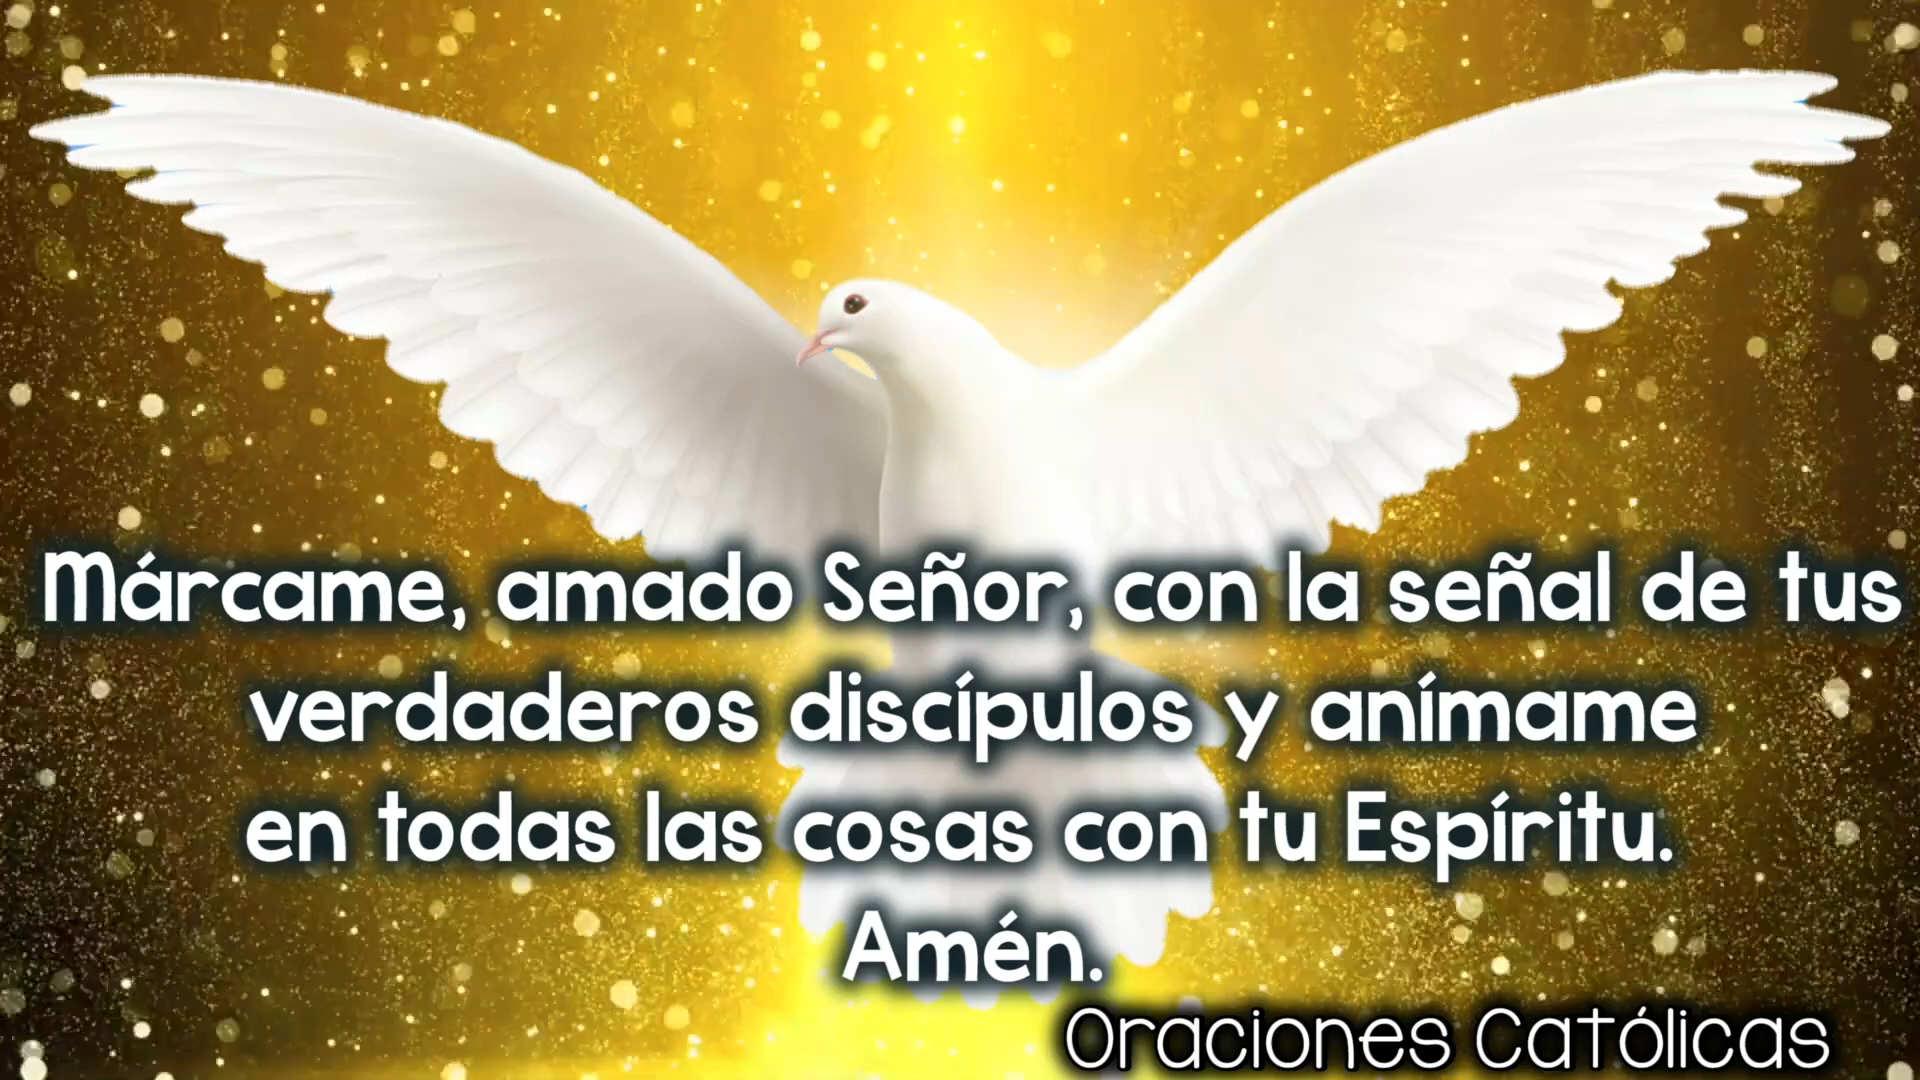 Márcame, amado Señor, con la señal de tus
verdaderos discípulos y anímame
en todas las cosas con tu Espíritu.
Amén.
Oraciones Católicas